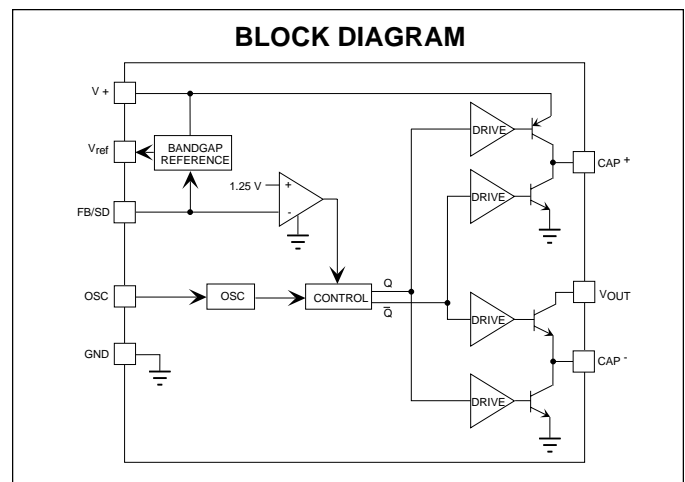 BLOCK DIAGRAM
V +
DRIVE
Vref
BANDGAP
REFERENCE
CAP +
1.25 V
+
-
DRIVE
FB/SD
OSC
OSC
CONTROL
Q
Q̅
DRIVE
VOUT
GND
CAP -
DRIVE